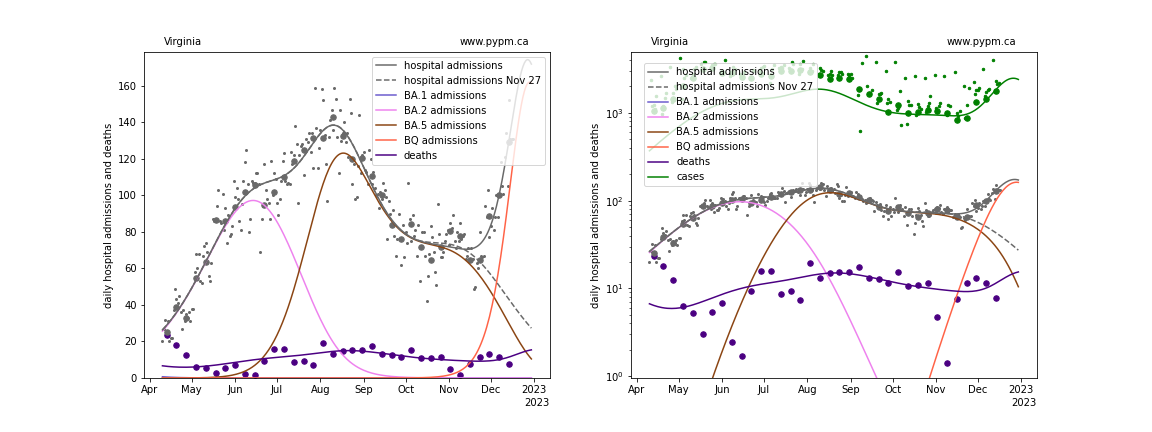 Virginia
www.pypm.ca
daily hospital admissions and deaths
160
140
120
100
80
60
40
20
0
hospital admissions
hospital admissions Nov 27
BA.1 admissions
BA.2 admissions
BA.5 admissions
BQ admissions
deaths
Apr May Jun Jul Aug Sep Oct Nov Dec 2023
2023
Virginia
www.pypm.ca
daily hospital admissions and deaths
10³
10²
10¹
10⁰
hospital admissions
hospital admissions Nov 27
BA.1 admissions
BA.2 admissions
BA.5 admissions
BQ admissions
deaths
cases
Apr May Jun Jul Aug Sep Oct Nov Dec 2023
2023